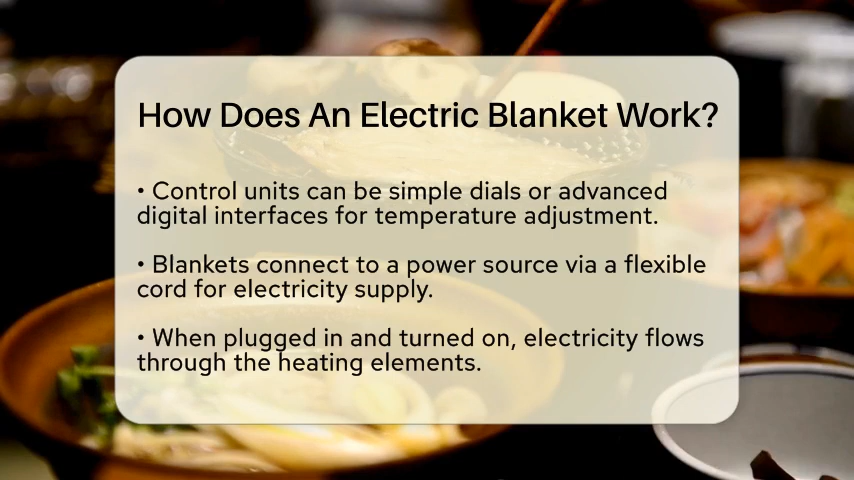 How Does An Electric Blanket Work?
• Control units can be simple dials or advanced
digital interfaces for temperature adjustment.
• Blankets connect to a power source via a flexible
cord for electricity supply.
• When plugged in and turned on, electricity flows
through the heating elements.